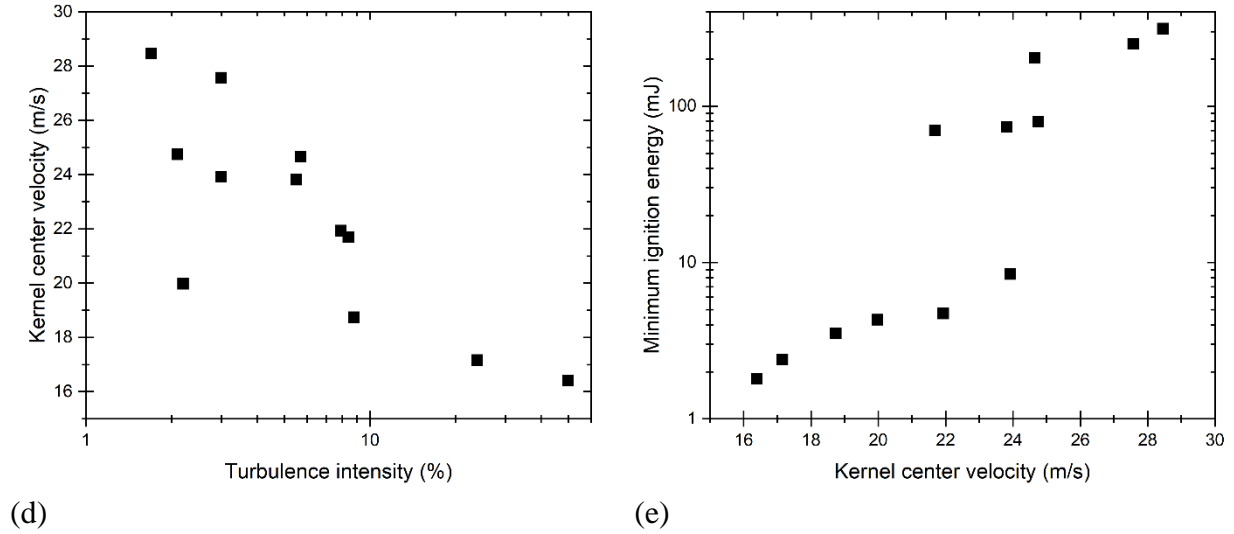 30
28
26
24
22
20
18
16
Kernel center velocity (m/s)
1
10
Turbulence intensity (%)
(d)
100
10
1
Minimum ignition energy (mJ)
16 18 20 22 24 26 28 30
Kernel center velocity (m/s)
(e)